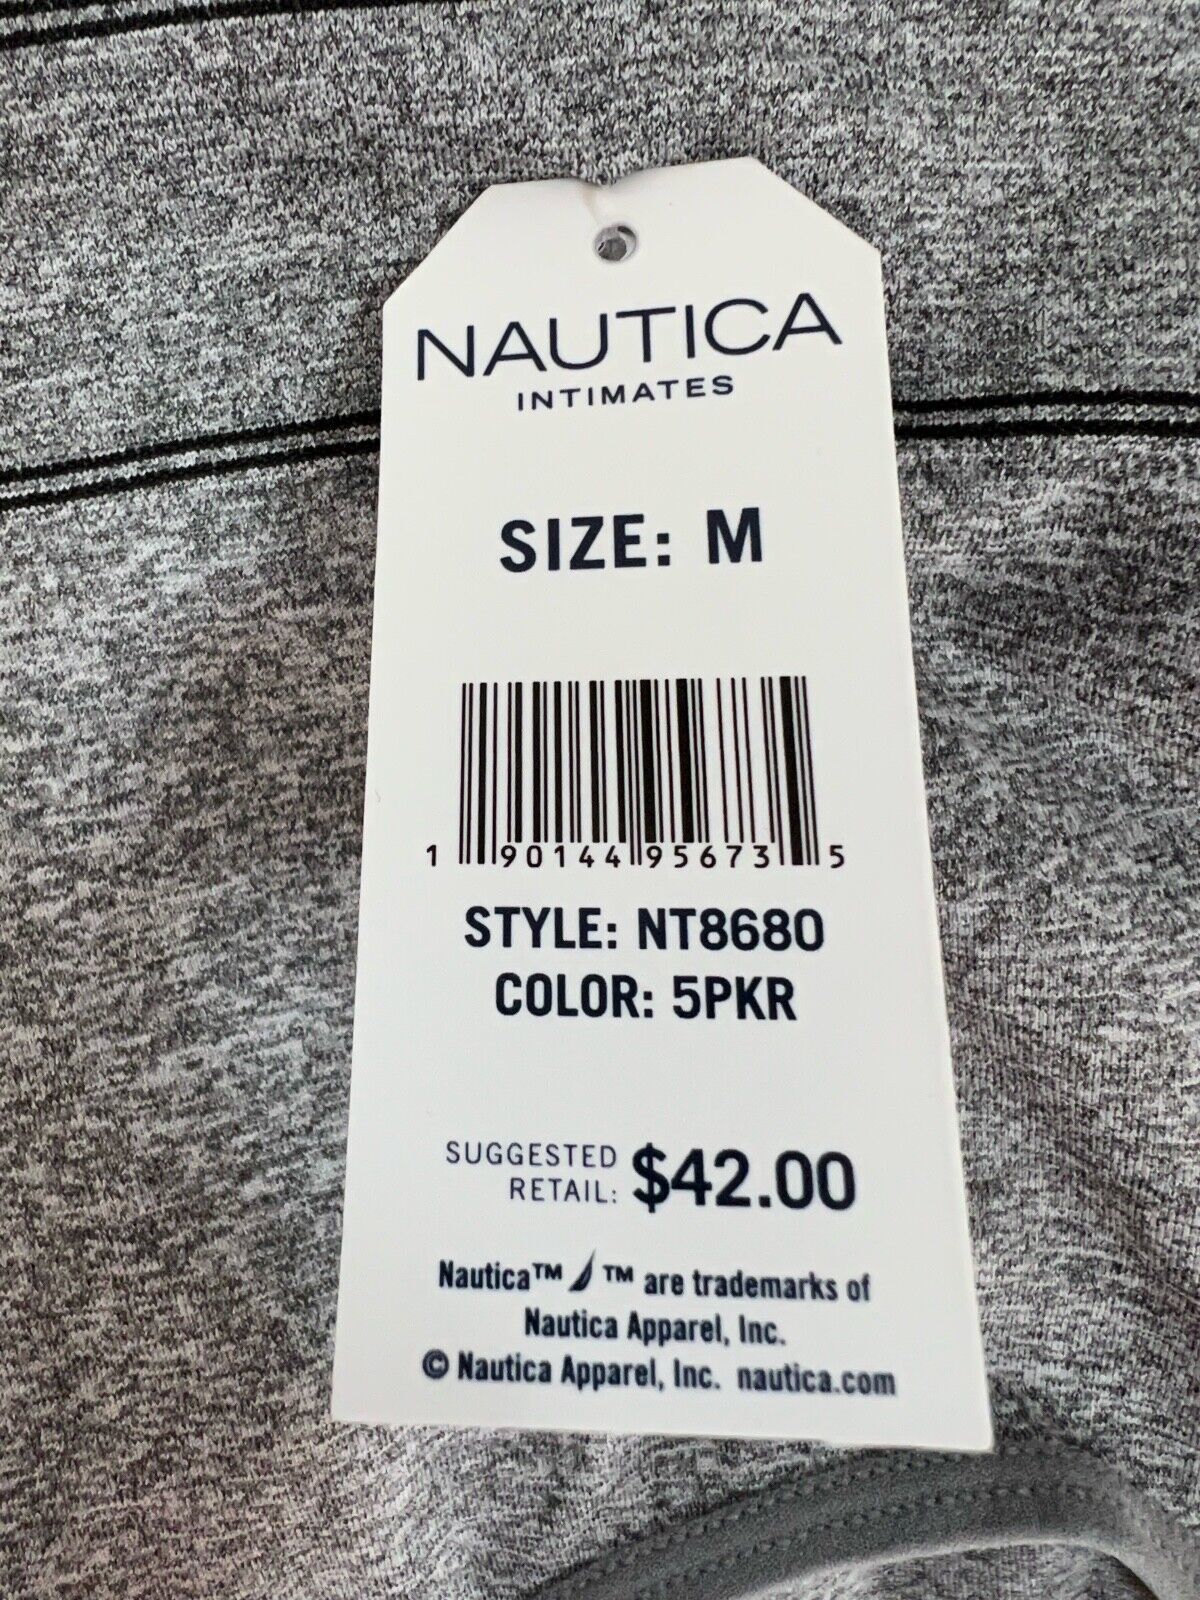 NAUTICA
INTIMATES
SIZE: M
1 90144 95673 5
STYLE: NT8680
COLOR: 5PKR
SUGGESTED
RETAIL: $42.00
Nautica™ ™ are trademarks of
Nautica Apparel, Inc.
© Nautica Apparel, Inc. nautica.com